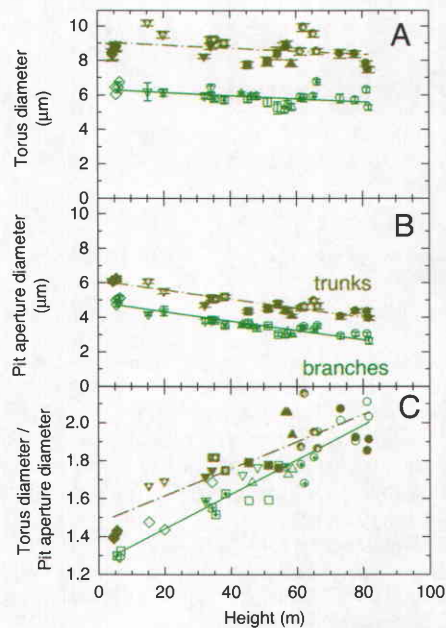 A
Torus diameter
(µm)
10
8
6
4
2
0
B
Pit aperture diameter
(µm)
10
8
6
4
2
0
trunks
branches
C
Torus diameter /
Pit aperture diameter
2.0
1.8
1.6
1.4
1.2
0 20 40 60 80 100
Height (m)